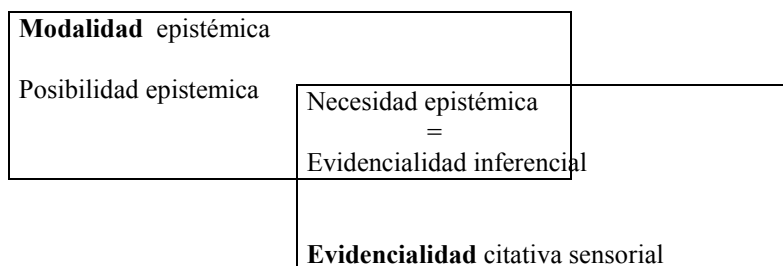 Modalidad epistémica
Posibilidad epistemica
Necesidad epistémica
=
Evidencialidad inferencial
Evidencialidad citativa sensorial